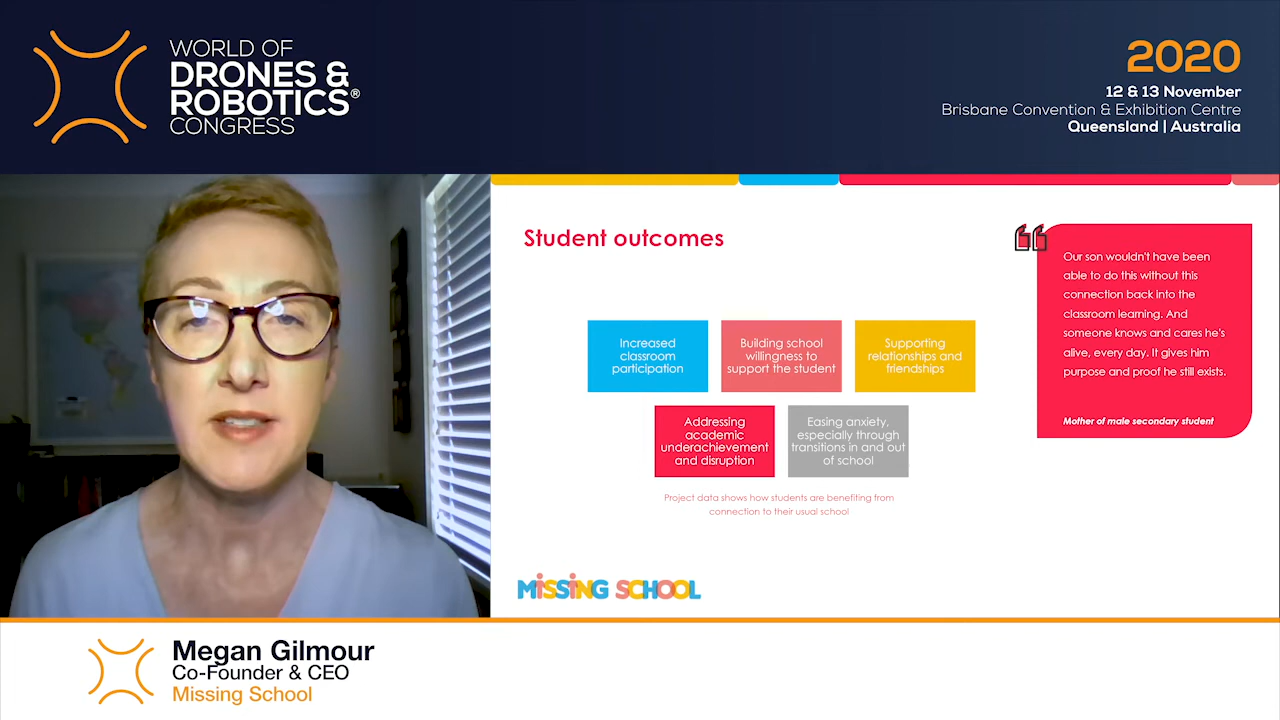 WORLD OF
DRONES &
ROBOTICS®
CONGRESS
2020
12 & 13 November
Brisbane Convention & Exhibition Centre
Queensland | Australia
Student outcomes
Increased
classroom
participation
Building school
willingness to
support the student
Supporting
relationships and
friendships
Addressing
academic
underachievement
and disruption
Easing anxiety,
especially through
transitions in and out
of school
Project data shows how students are benefiting from
connection to their usual school
Our son wouldn't have been
able to do this without this
connection back into the
classroom learning. And
someone knows and cares he's
alive, every day. It gives him
purpose and proof he still exists.
Mother of male secondary student
MiSSiNG SCHOOL
Megan Gilmour
Co-Founder & CEO
Missing School